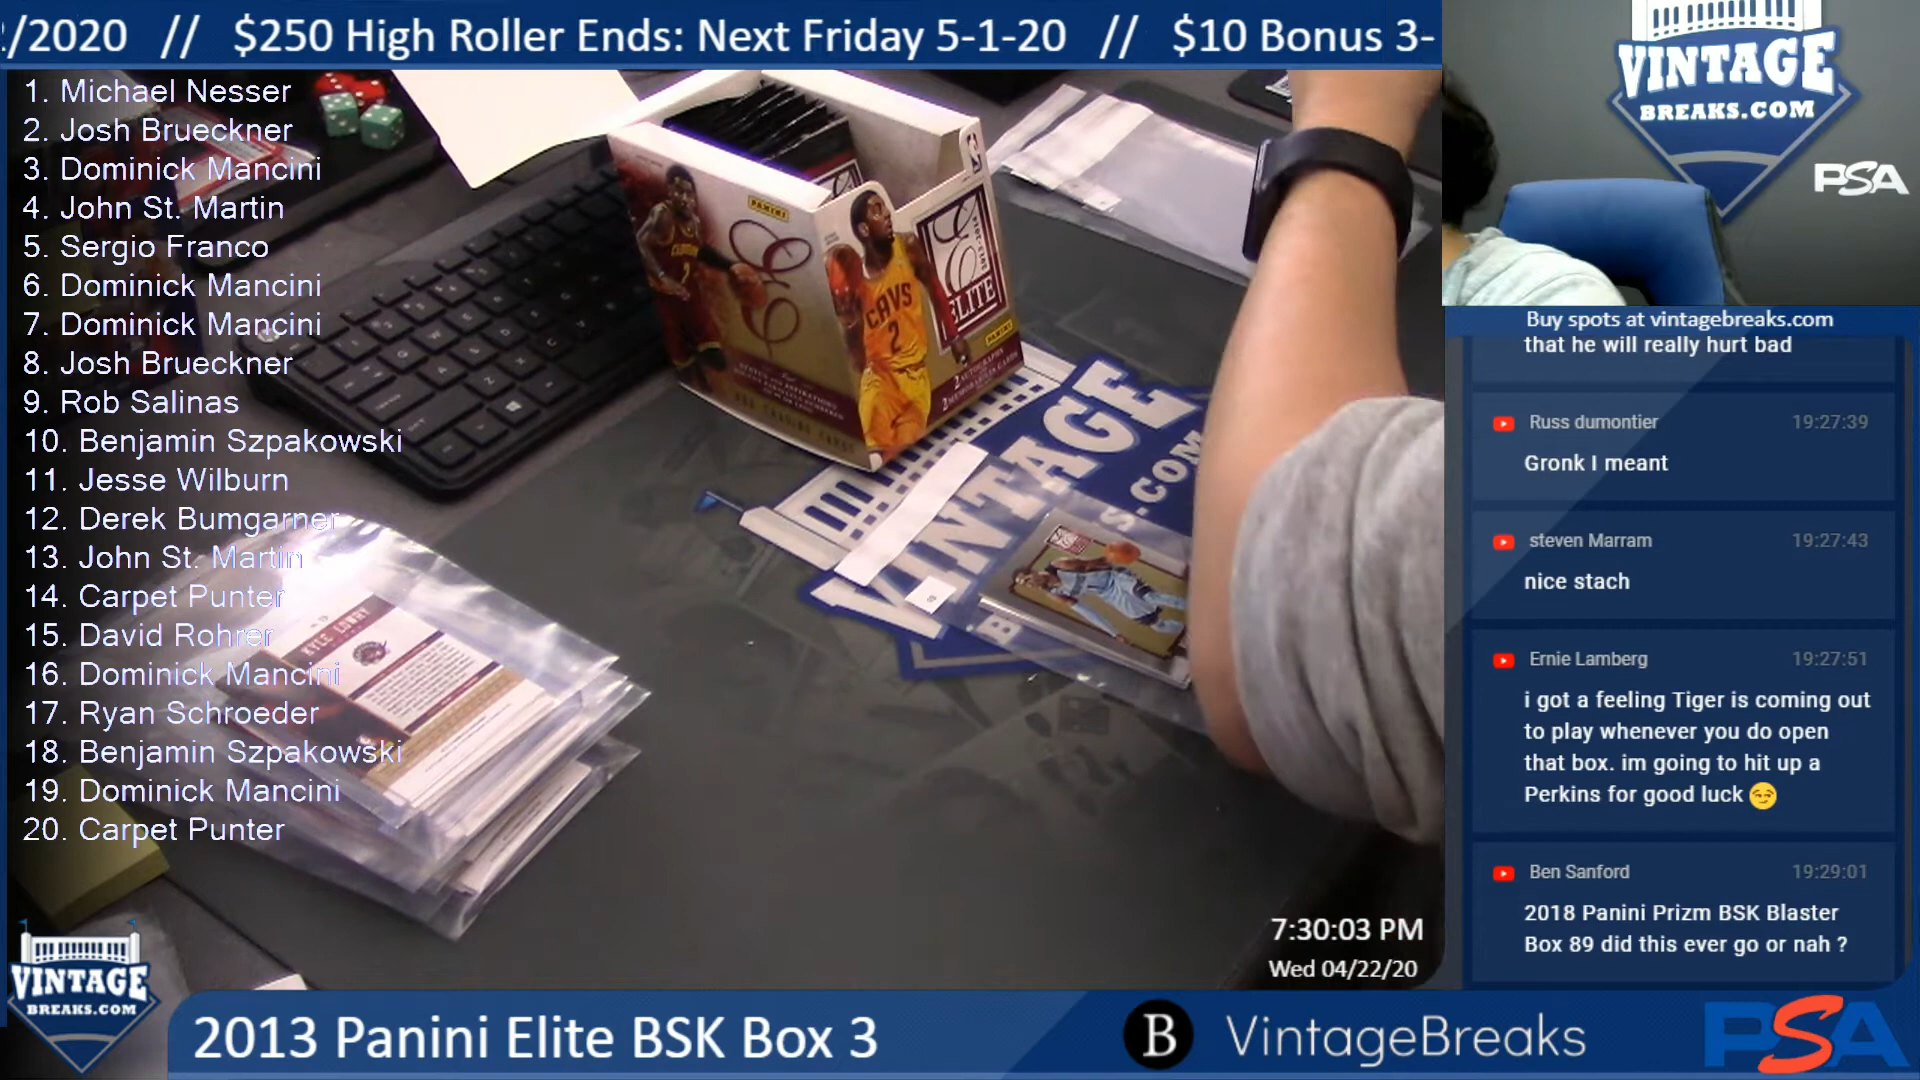 /2020 // $250 High Roller Ends: Next Friday 5-1-20 // $10 Bonus 3-
1. Michael Nesser
2. Josh Brueckner
3. Dominick Mancini
4. John St. Martin
5. Sergio Franco
6. Dominick Mancini
7. Dominick Mancini
8. Josh Brueckner
9. Rob Salinas
10. Benjamin Szpakowski
11. Jesse Wilburn
12. Derek Bumgarner
13. John St. Martin
14. Carpet Punter
15. David Rohrer
16. Dominick Mancini
17. Ryan Schroeder
18. Benjamin Szpakowski
19. Dominick Mancini
20. Carpet Punter
PANINI
CAVS
2
ELITE
PANINI
2 AUTOGRAPHS
2 MEMORABILIA CARDS
VINTAGE
S.COM
KYLE LOWRY
VINTAGE
BREAKS.COM
PSA
Buy spots at vintagebreaks.com
that he will really hurt bad
Russ dumontier 19:27:39
Gronk I meant
steven Marram 19:27:43
nice stach
Ernie Lamberg 19:27:51
i got a feeling Tiger is coming out
to play whenever you do open
that box. im going to hit up a
Perkins for good luck 😏
Ben Sanford 19:29:01
2018 Panini Prizm BSK Blaster
Box 89 did this ever go or nah ?
7:30:03 PM
Wed 04/22/20
VINTAGE
BREAKS.COM
2013 Panini Elite BSK Box 3
B VintageBreaks
PSA